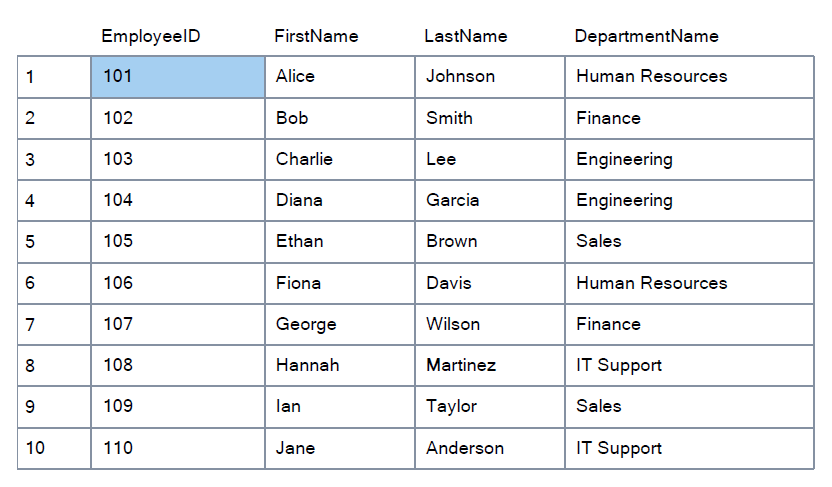 EmployeeID FirstName LastName DepartmentName
1 101 Alice Johnson Human Resources
2 102 Bob Smith Finance
3 103 Charlie Lee Engineering
4 104 Diana Garcia Engineering
5 105 Ethan Brown Sales
6 106 Fiona Davis Human Resources
7 107 George Wilson Finance
8 108 Hannah Martinez IT Support
9 109 Ian Taylor Sales
10 110 Jane Anderson IT Support